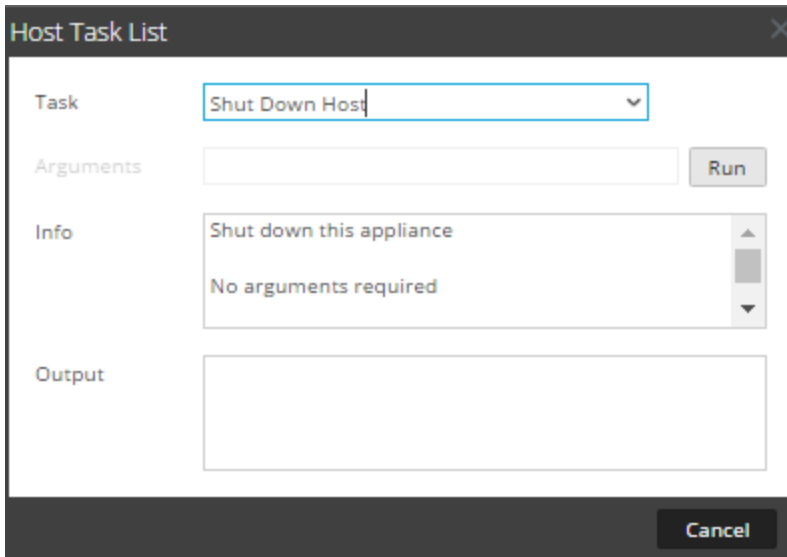 Host Task List
Task
Shut Down Host
Arguments
Run
Info
Shut down this appliance
No arguments required
Output
Cancel